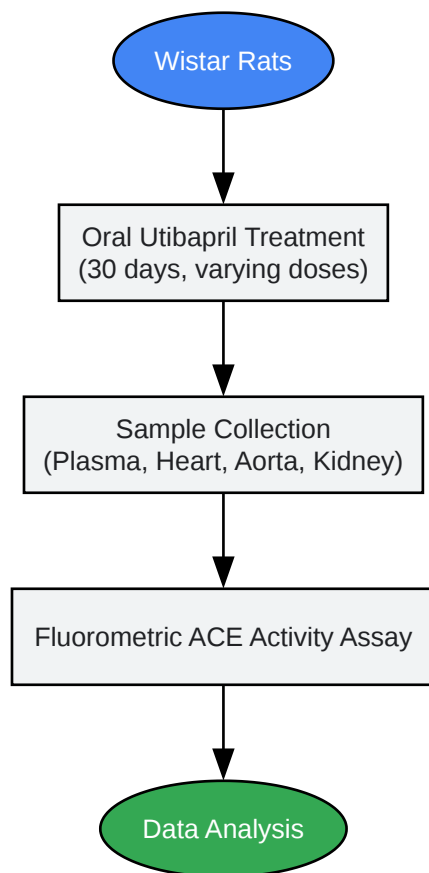 Wistar Rats
Oral Utibapril Treatment
(30 days, varying doses)
Sample Collection
(Plasma, Heart, Aorta, Kidney)
Fluorometric ACE Activity Assay
Data Analysis